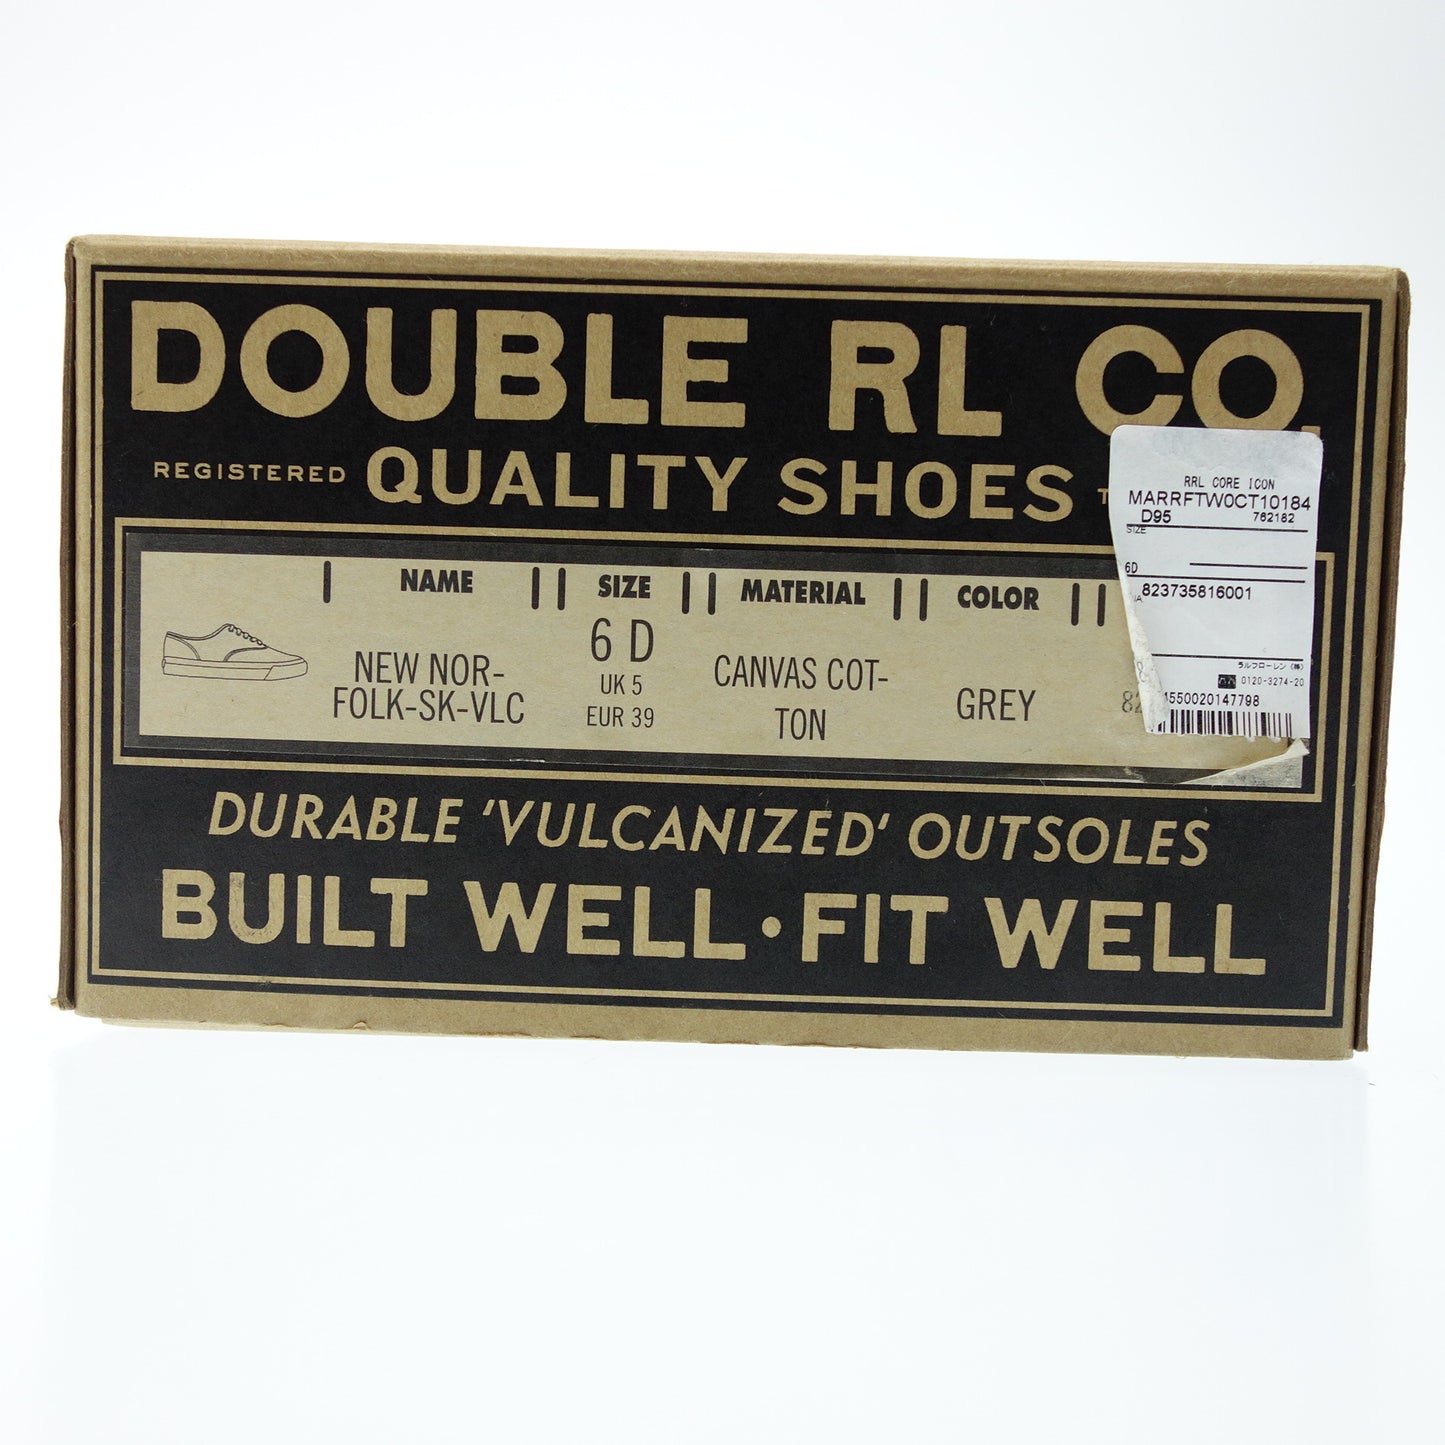 DOUBLE RL CO.
REGISTERED QUALITY SHOES
NAME SIZE MATERIAL COLOR
NEW NOR-
FOLK-SK-VLC
6 D
UK 5
EUR 39
CANVAS COT-
TON
GREY
RRL CORE ICON
MARRFTW0CT10184
D95 762182
SIZE
6D
823735816001
ラルフローレン (株)
0120-3274-20
4550020147798
DURABLE 'VULCANIZED' OUTSOLES
BUILT WELL·FIT WELL